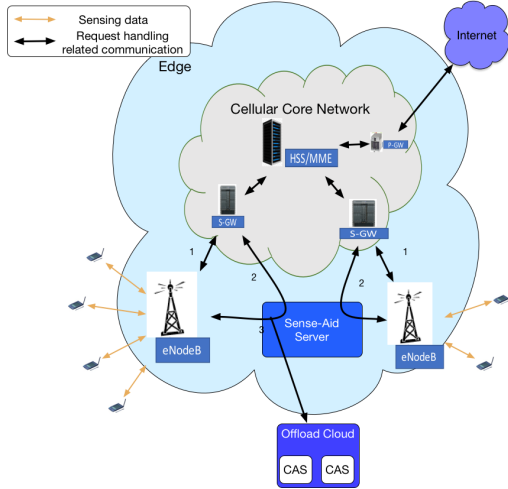 Sensing data
Request handling
related communication
Internet
Edge
Cellular Core Network
HSS/MME
P-GW
S-GW
S-GW
1
1
2
2
3
Sense-Aid
Server
eNodeB
eNodeB
Offload Cloud
CAS
CAS